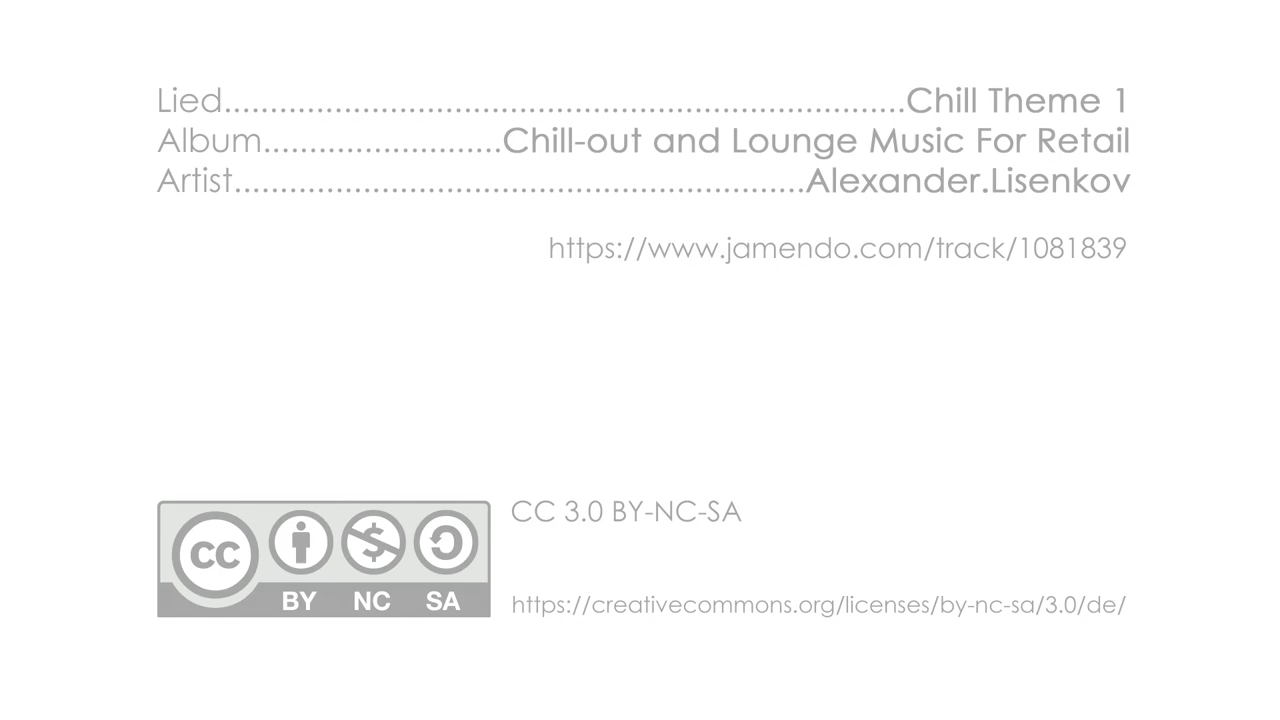 Lied..........................................................................Chill Theme 1
Album..........................Chill-out and Lounge Music For Retail
Artist..............................................................Alexander.Lisenkov
https://www.jamendo.com/track/1081839
CC 3.0 BY-NC-SA
cc
BY NC SA
https://creativecommons.org/licenses/by-nc-sa/3.0/de/